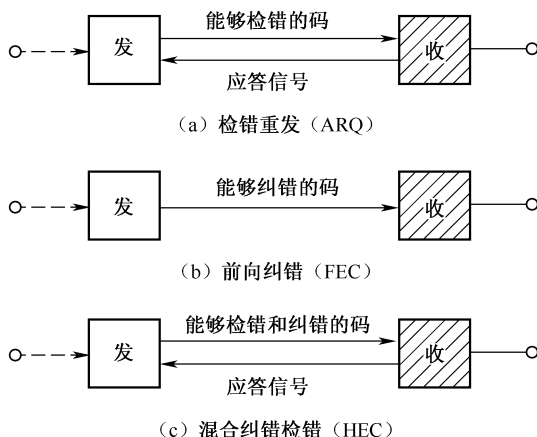 能够检错的码
发
收
应答信号
(a) 检错重发(ARQ)
能够纠错的码
发
收
(b) 前向纠错(FEC)
能够检错和纠错的码
发
收
应答信号
(c) 混合纠错检错(HEC)